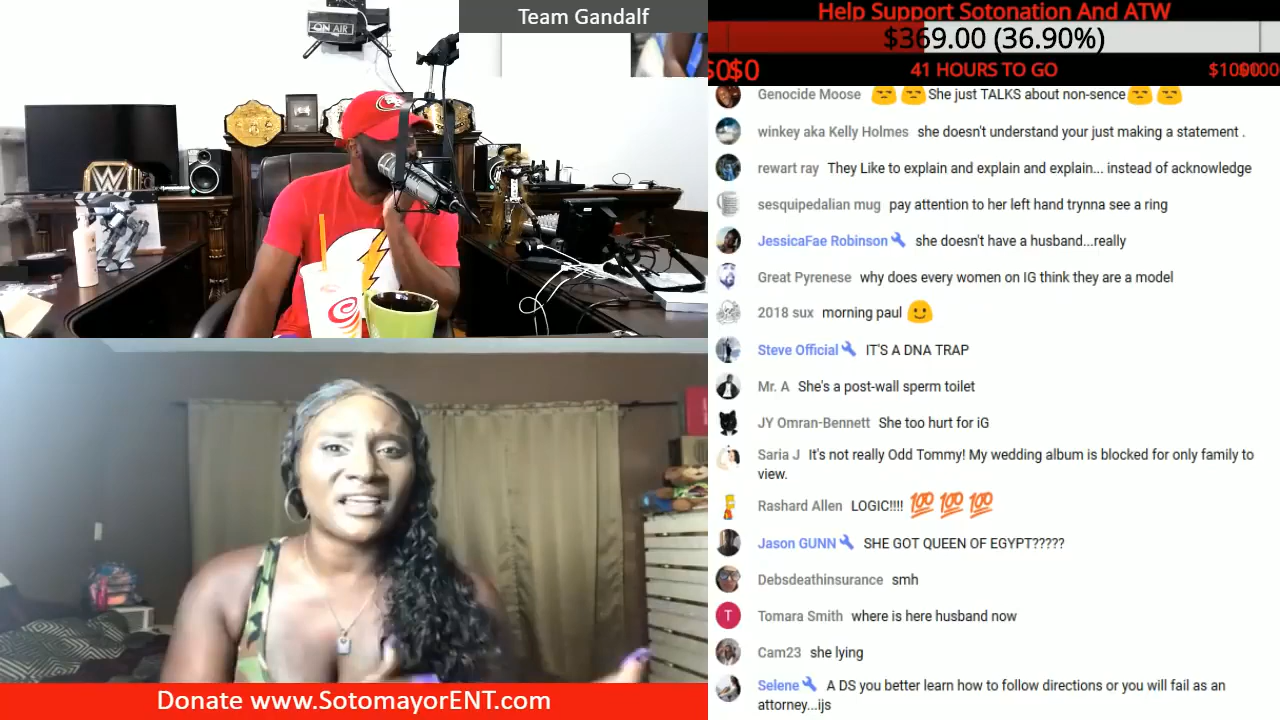 Team Gandalf
ON AIR
Donate www.SotomayorENT.com
Help Support Sotonation And ATW
$369.00 (36.90%)
41 HOURS TO GO
Genocide Moose 😒😒She just TALKS about non-sence😒😒
winkey aka Kelly Holmes she doesn't understand your just making a statement .
rewart ray They Like to explain and explain and explain... instead of acknowledge
sesquipedalian mug pay attention to her left hand trynna see a ring
JessicaFae Robinson she doesn't have a husband...really
Great Pyrenese why does every women on IG think they are a model
2018 sux morning paul 🙂
Steve Official IT'S A DNA TRAP
Mr. A She's a post-wall sperm toilet
JY Omran-Bennett She too hurt for iG
Saria J It's not really Odd Tommy! My wedding album is blocked for only family to
view.
Rashard Allen LOGIC!!!! 💯 💯 💯
Jason GUNN SHE GOT QUEEN OF EGYPT?????
Debsdeathinsurance smh
T Tomara Smith where is here husband now
Cam23 she lying
Selene A DS you better learn how to follow directions or you will fail as an
attorney...ijs